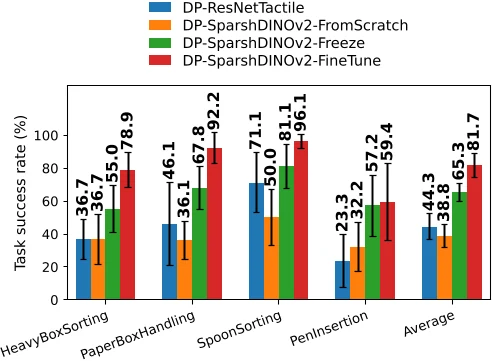 DP-ResNetTactile
DP-SparshDINOv2-FromScratch
DP-SparshDINOv2-Freeze
DP-SparshDINOv2-FineTune
Task success rate (%)
100
80
60
40
20
0
36.7
36.7
55.0
78.9
46.1
36.1
67.8
92.2
71.1
50.0
81.1
96.1
23.3
32.2
57.2
59.4
44.3
38.8
65.3
81.7
HeavyBoxSorting
PaperBoxHandling
SpoonSorting
PenInsertion
Average